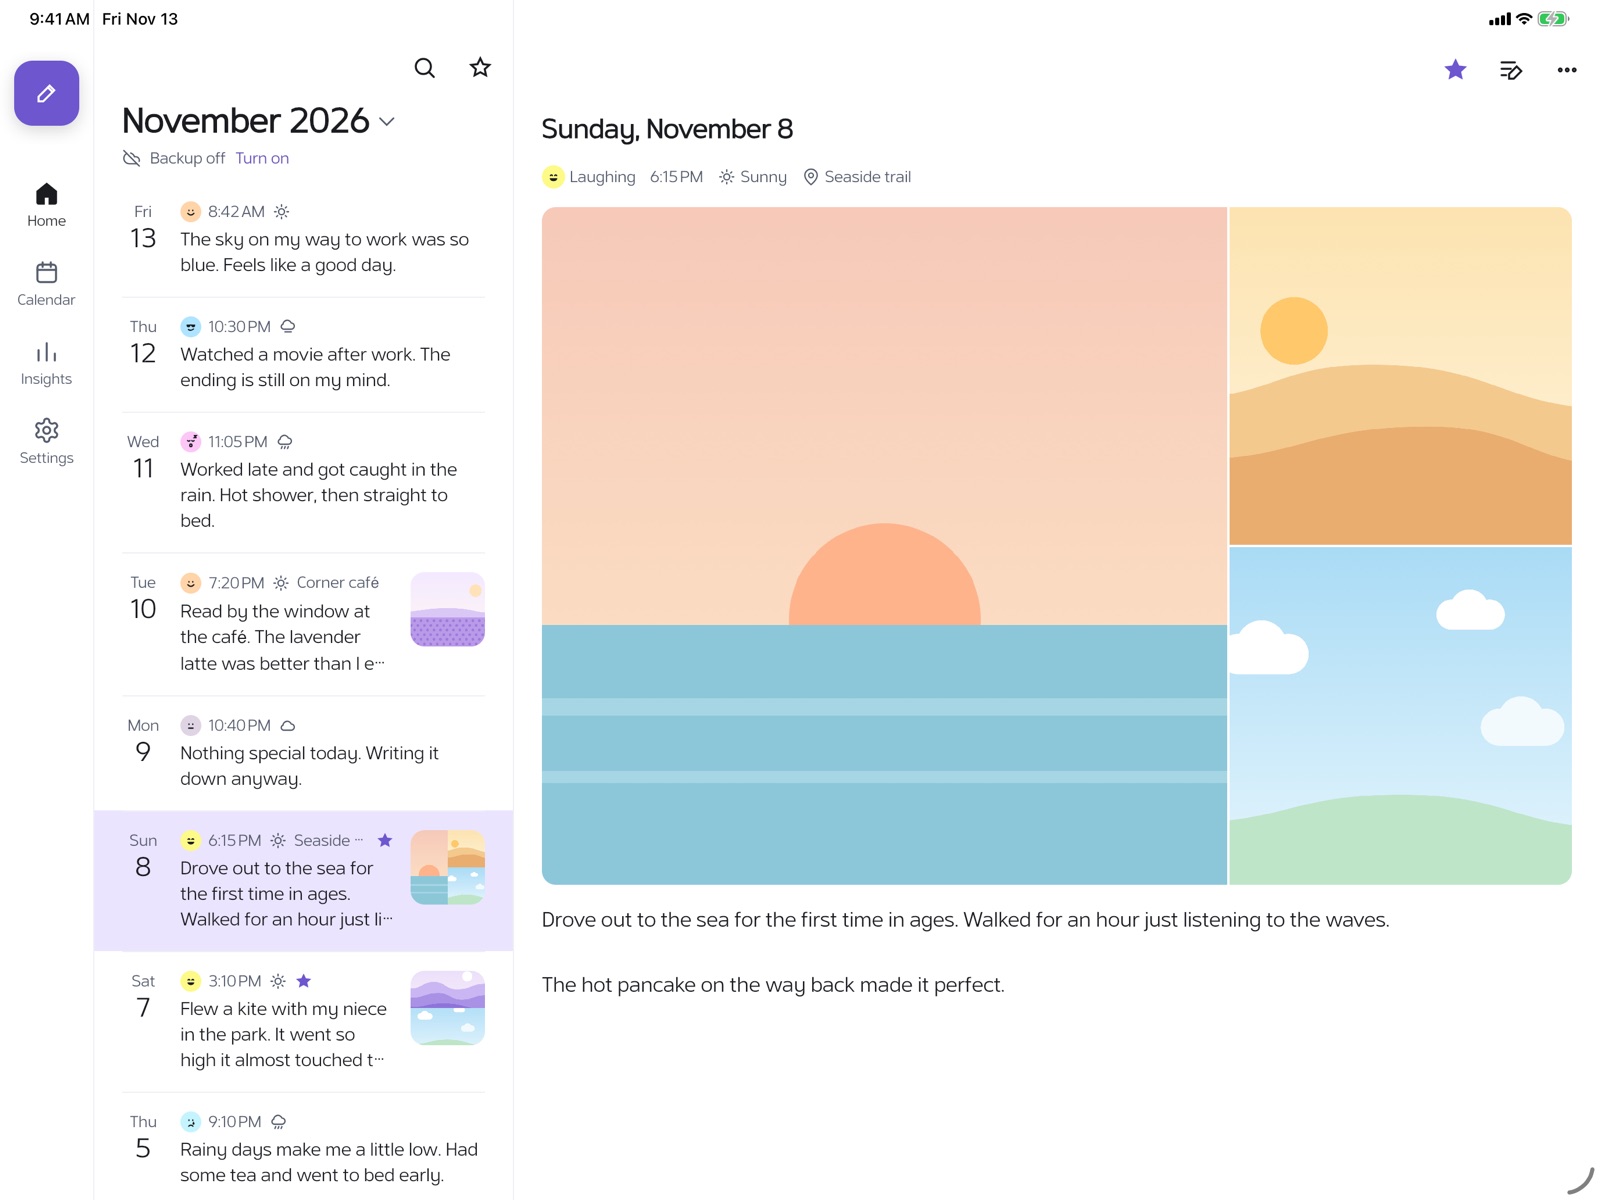 9:41 AM Fri Nov 13
November 2026
Backup off Turn on
Home
Calendar
Insights
Settings
Fri
13
8:42 AM
The sky on my way to work was so
blue. Feels like a good day.
Thu
12
10:30 PM
Watched a movie after work. The
ending is still on my mind.
Wed
11
11:05 PM
Worked late and got caught in the
rain. Hot shower, then straight to
bed.
Tue
10
7:20 PM Corner café
Read by the window at
the café. The lavender
latte was better than I e…
Mon
9
10:40 PM
Nothing special today. Writing it
down anyway.
Sun
8
6:15 PM Seaside …
Drove out to the sea for
the first time in ages.
Walked for an hour just li…
Sat
7
3:10 PM
Flew a kite with my niece
in the park. It went so
high it almost touched t…
Thu
5
9:10 PM
Rainy days make me a little low. Had
some tea and went to bed early.
Sunday, November 8
Laughing 6:15 PM Sunny Seaside trail
Drove out to the sea for the first time in ages. Walked for an hour just listening to the waves.
The hot pancake on the way back made it perfect.